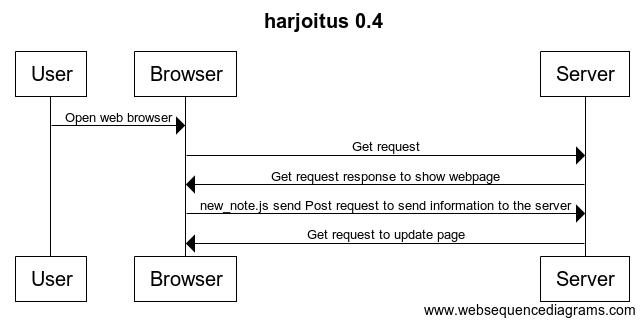 harjoitus 0.4
User
Browser
Server
Open web browser
Get request
Get request response to show webpage
new_note.js send Post request to send information to the server
Get request to update page
User
Browser
Server
www.websequencediagrams.com